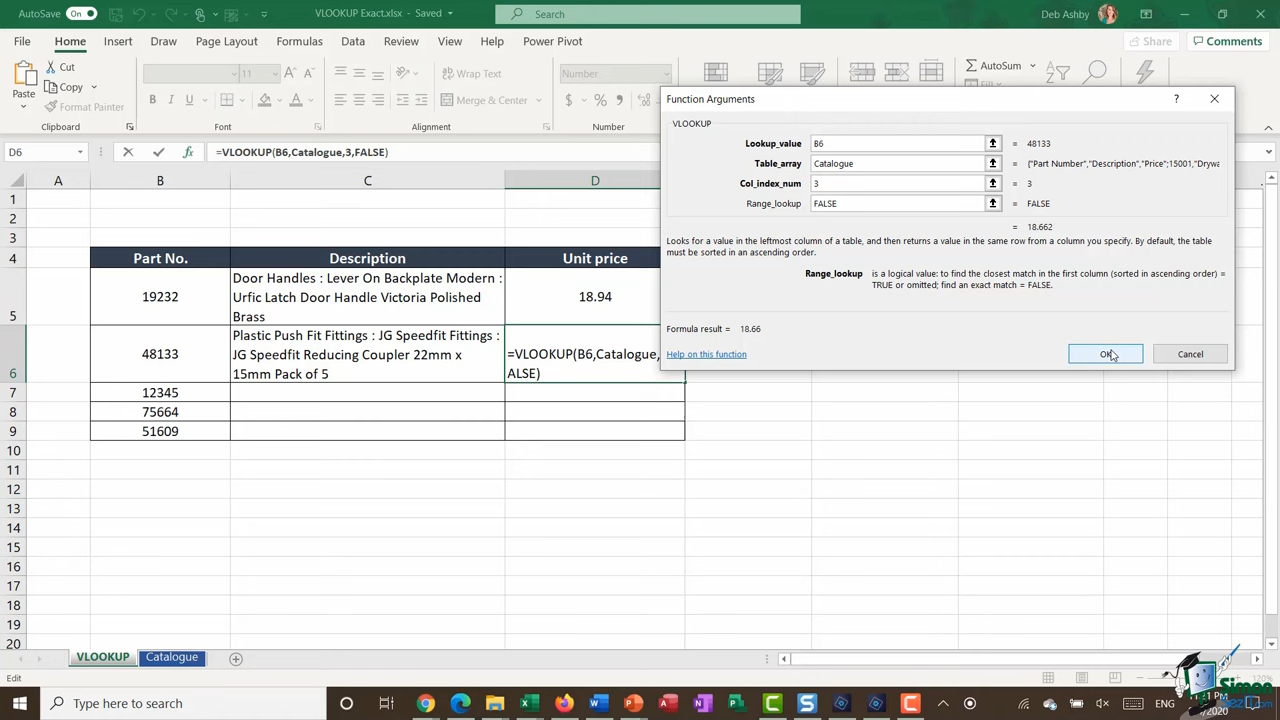 AutoSave On VLOOKUP Exact.xlsx - Saved Search Deb Ashby
File Home Insert Draw Page Layout Formulas Data Review View Help Power Pivot Share Comments
Paste Cut Copy Format Painter
Clipboard
11
B I U
Font
Wrap Text
Merge & Center
Alignment
Number
$ %
Number
AutoSum
Fill
D6 fx =VLOOKUP(B6,Catalogue,3,FALSE)
A B C D
1
2
3
4 Part No. Description Unit price
5 19232 Door Handles : Lever On Backplate Modern :
Urfic Latch Door Handle Victoria Polished
Brass
18.94
6 48133 Plastic Push Fit Fittings : JG Speedfit Fittings :
JG Speedfit Reducing Coupler 22mm x
15mm Pack of 5
=VLOOKUP(B6,Catalogue,
ALSE)
7 12345
8 75664
9 51609
10
11
12
13
14
15
16
17
18
19
20
Function Arguments ?
VLOOKUP
Lookup_value B6 = 48133
Table_array Catalogue = {"Part Number","Description","Price";15001,"Drywa
Col_index_num 3 = 3
Range_lookup FALSE = FALSE
= 18.662
Looks for a value in the leftmost column of a table, and then returns a value in the same row from a column you specify. By default, the table
must be sorted in an ascending order.
Range_lookup is a logical value: to find the closest match in the first column (sorted in ascending order) =
TRUE or omitted; find an exact match = FALSE.
Formula result = 18.66
Help on this function OK Cancel
VLOOKUP Catalogue
Edit 120%
Type here to search ENG